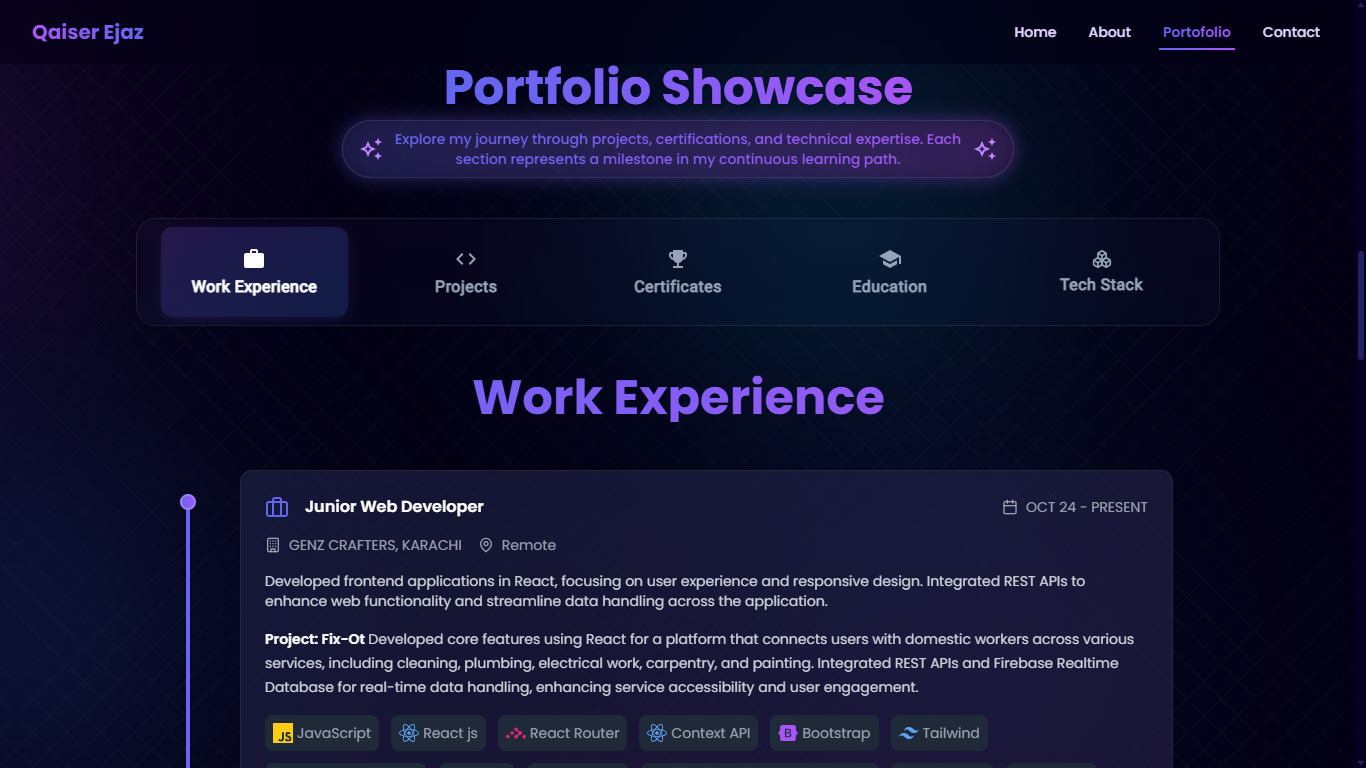 Qaiser Ejaz
Home About Portofolio Contact
Portfolio Showcase
Explore my journey through projects, certifications, and technical expertise. Each
section represents a milestone in my continuous learning path.
Work Experience Projects Certificates Education Tech Stack
Work Experience
Junior Web Developer OCT 24 - PRESENT
GENZ CRAFTERS, KARACHI Remote
Developed frontend applications in React, focusing on user experience and responsive design. Integrated REST APIs to
enhance web functionality and streamline data handling across the application.
Project: Fix-Ot Developed core features using React for a platform that connects users with domestic workers across various
services, including cleaning, plumbing, electrical work, carpentry, and painting. Integrated REST APIs and Firebase Realtime
Database for real-time data handling, enhancing service accessibility and user engagement.
JS JavaScript React js React Router Context API B Bootstrap Tailwind